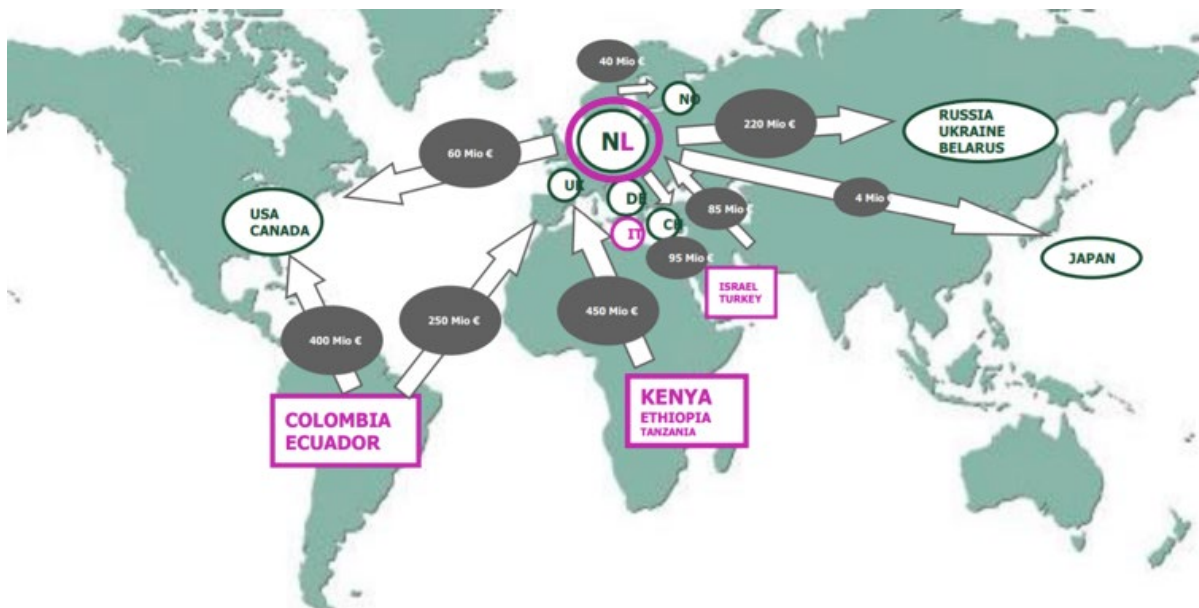 40 Mio €
NO
NL
220 Mio €
RUSSIA
UKRAINE
BELARUS
60 Mio €
UK
DE
4 Mio €
USA
CANADA
IT
CH
85 Mio €
95 Mio €
JAPAN
ISRAEL
TURKEY
400 Mio €
250 Mio €
450 Mio €
COLOMBIA
ECUADOR
KENYA
ETHIOPIA
TANZANIA